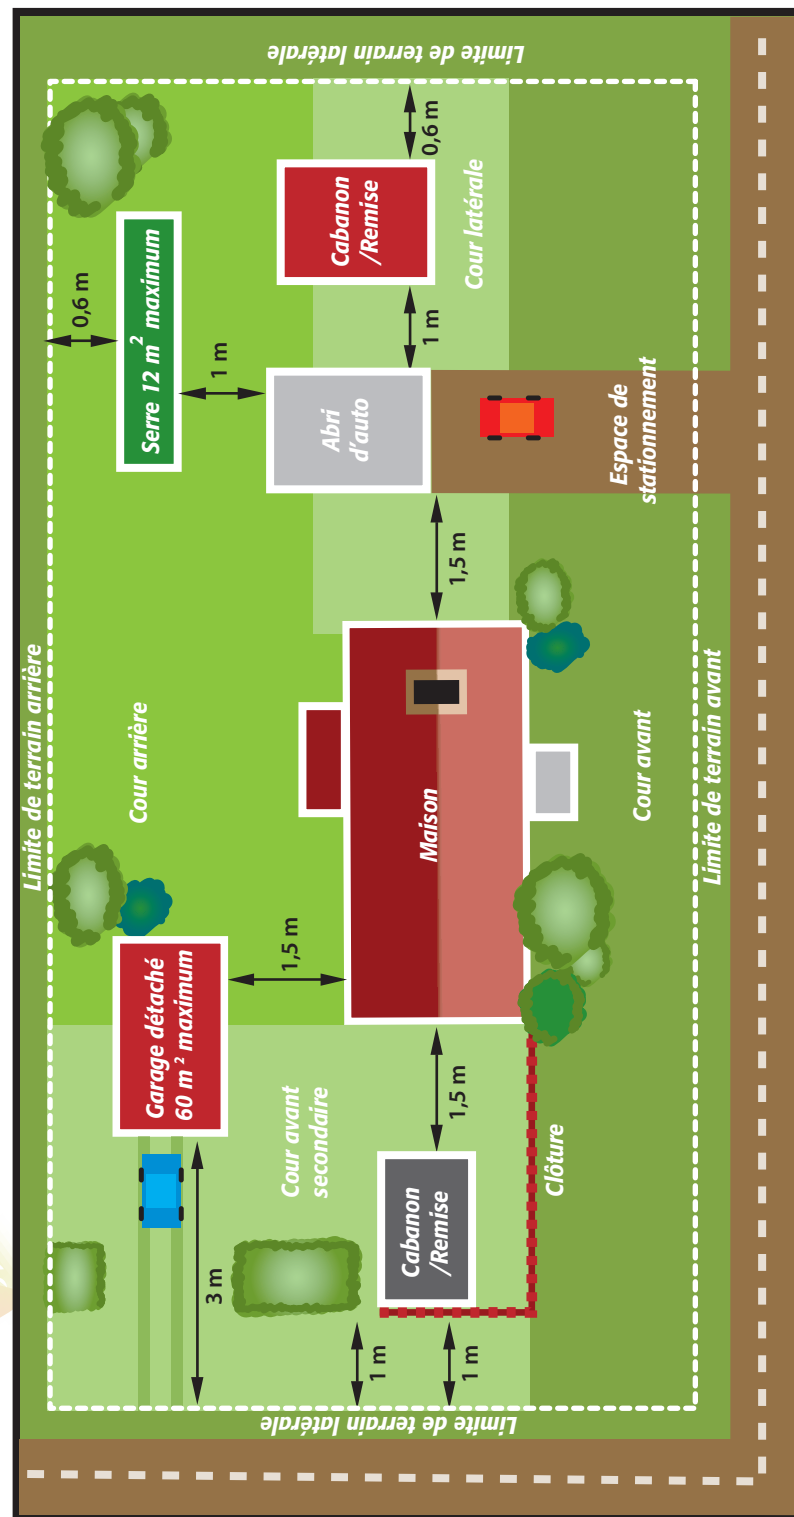 Limite de terrain arrière
Cour arrière
Garage détaché
60 m² maximum
Serre 12 m² maximum
0,6 m
1 m
1,5 m
3 m
Cour avant
secondaire
Cabanon
/Remise
1 m
1 m
1,5 m
Maison
1,5 m
Abri
d'auto
1 m
Cabanon
/Remise
0,6 m
Cour latérale
Clôture
Cour avant
Espace de
stationnement
Limite de terrain avant
Limite de terrain latérale
Limite de terrain latérale